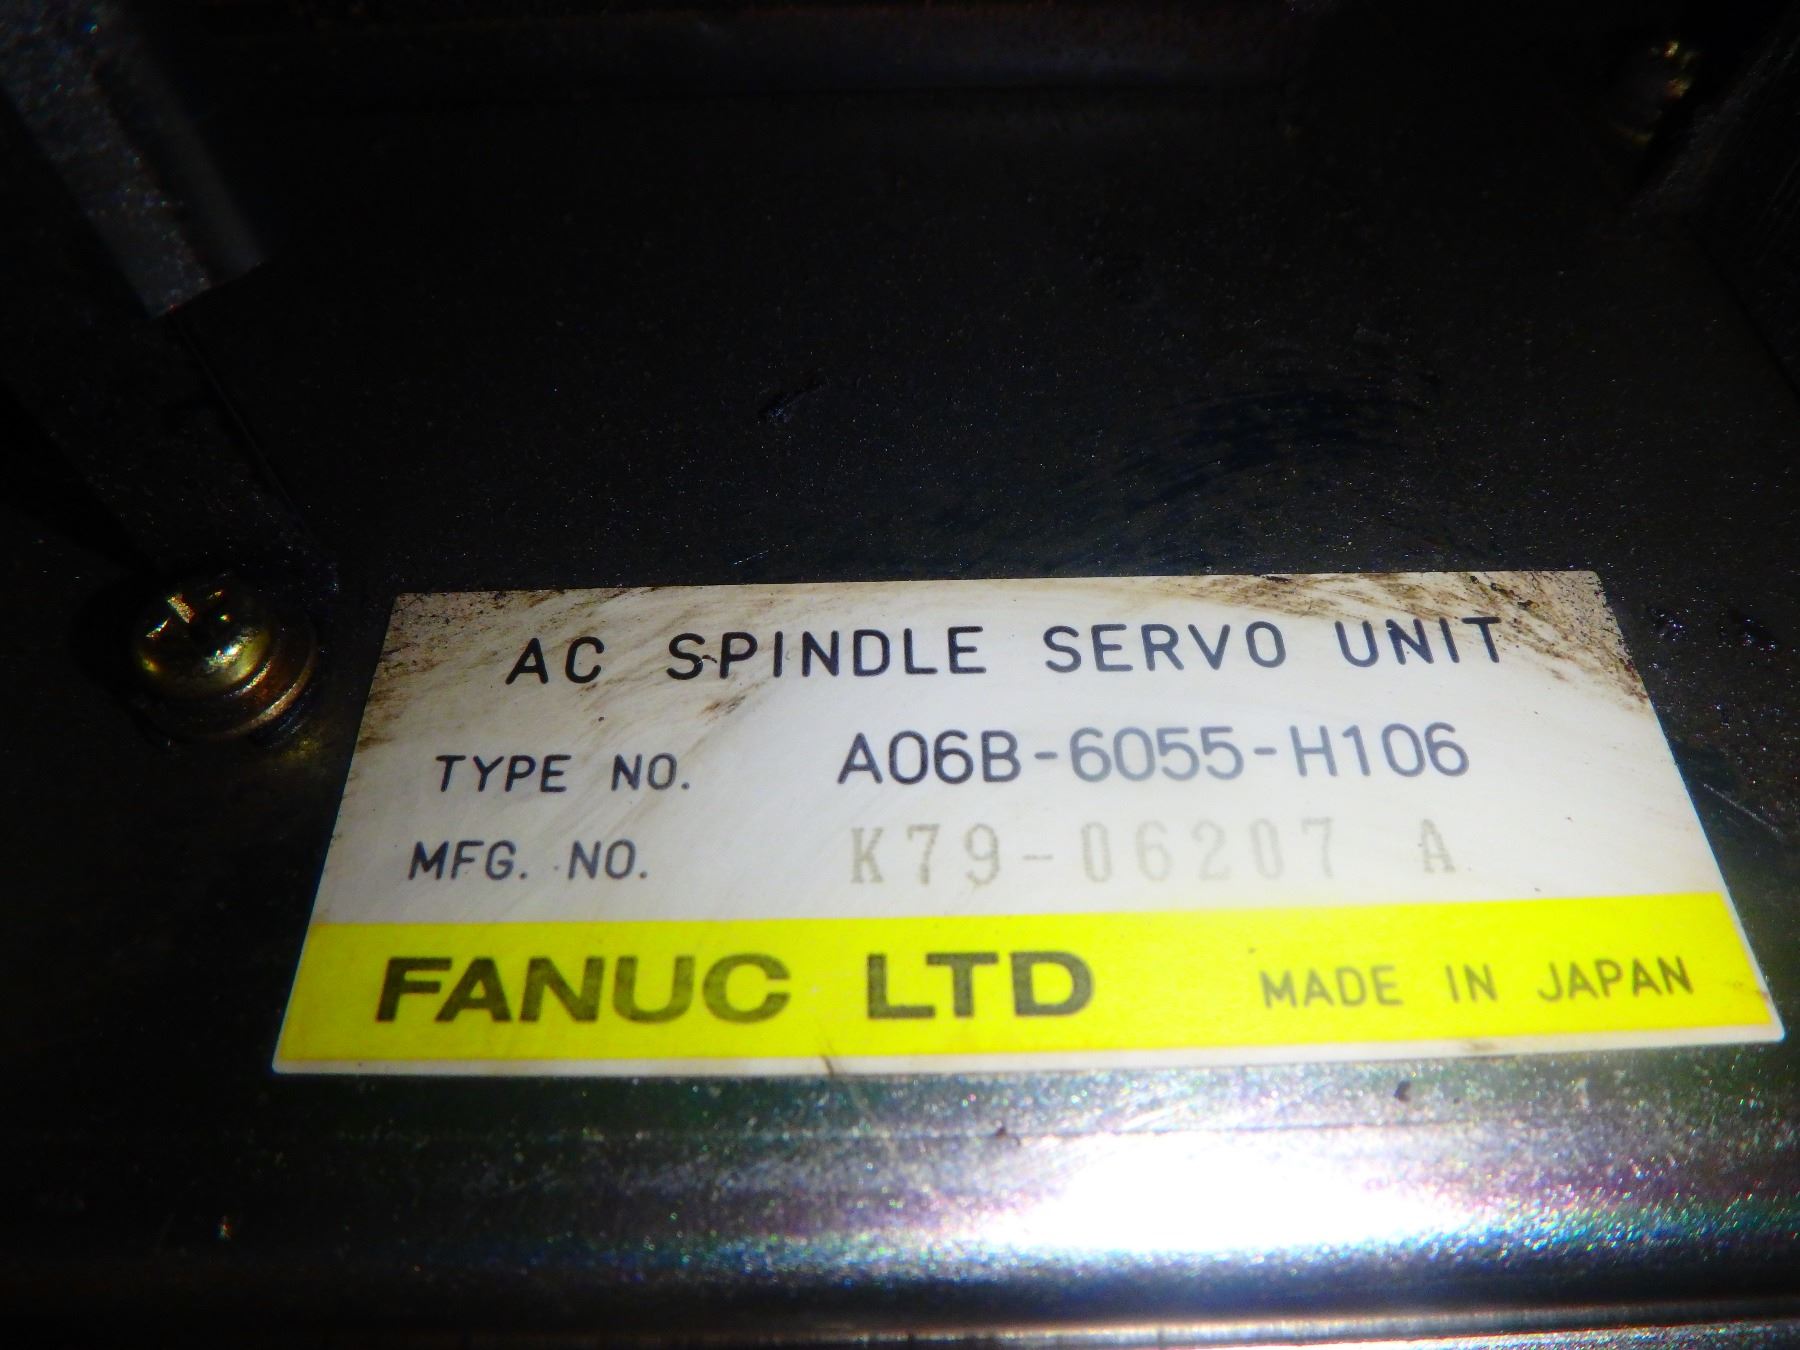 AC SPINDLE SERVO UNIT
TYPE NO. A06B-6055-H106
MFG. NO. K79-06207 A
FANUC LTD MADE IN JAPAN